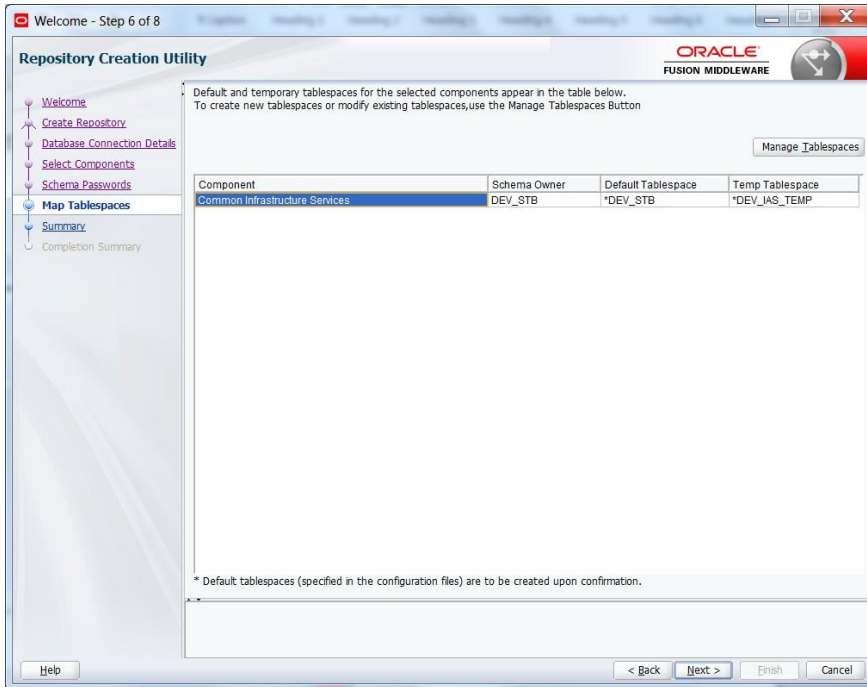 Welcome - Step 6 of 8
Repository Creation Utility
ORACLE
FUSION MIDDLEWARE
Welcome
Create Repository
Database Connection Details
Select Components
Schema Passwords
Map Tablespaces
Summary
Completion Summary
Default and temporary tablespaces for the selected components appear in the table below.
To create new tablespaces or modify existing tablespaces,use the Manage Tablespaces Button
Manage Tablespaces
Component Schema Owner Default Tablespace Temp Tablespace
Common Infrastructure Services DEV_STB *DEV_STB *DEV_IAS_TEMP
* Default tablespaces (specified in the configuration files) are to be created upon confirmation.
Help < Back Next > Finish Cancel